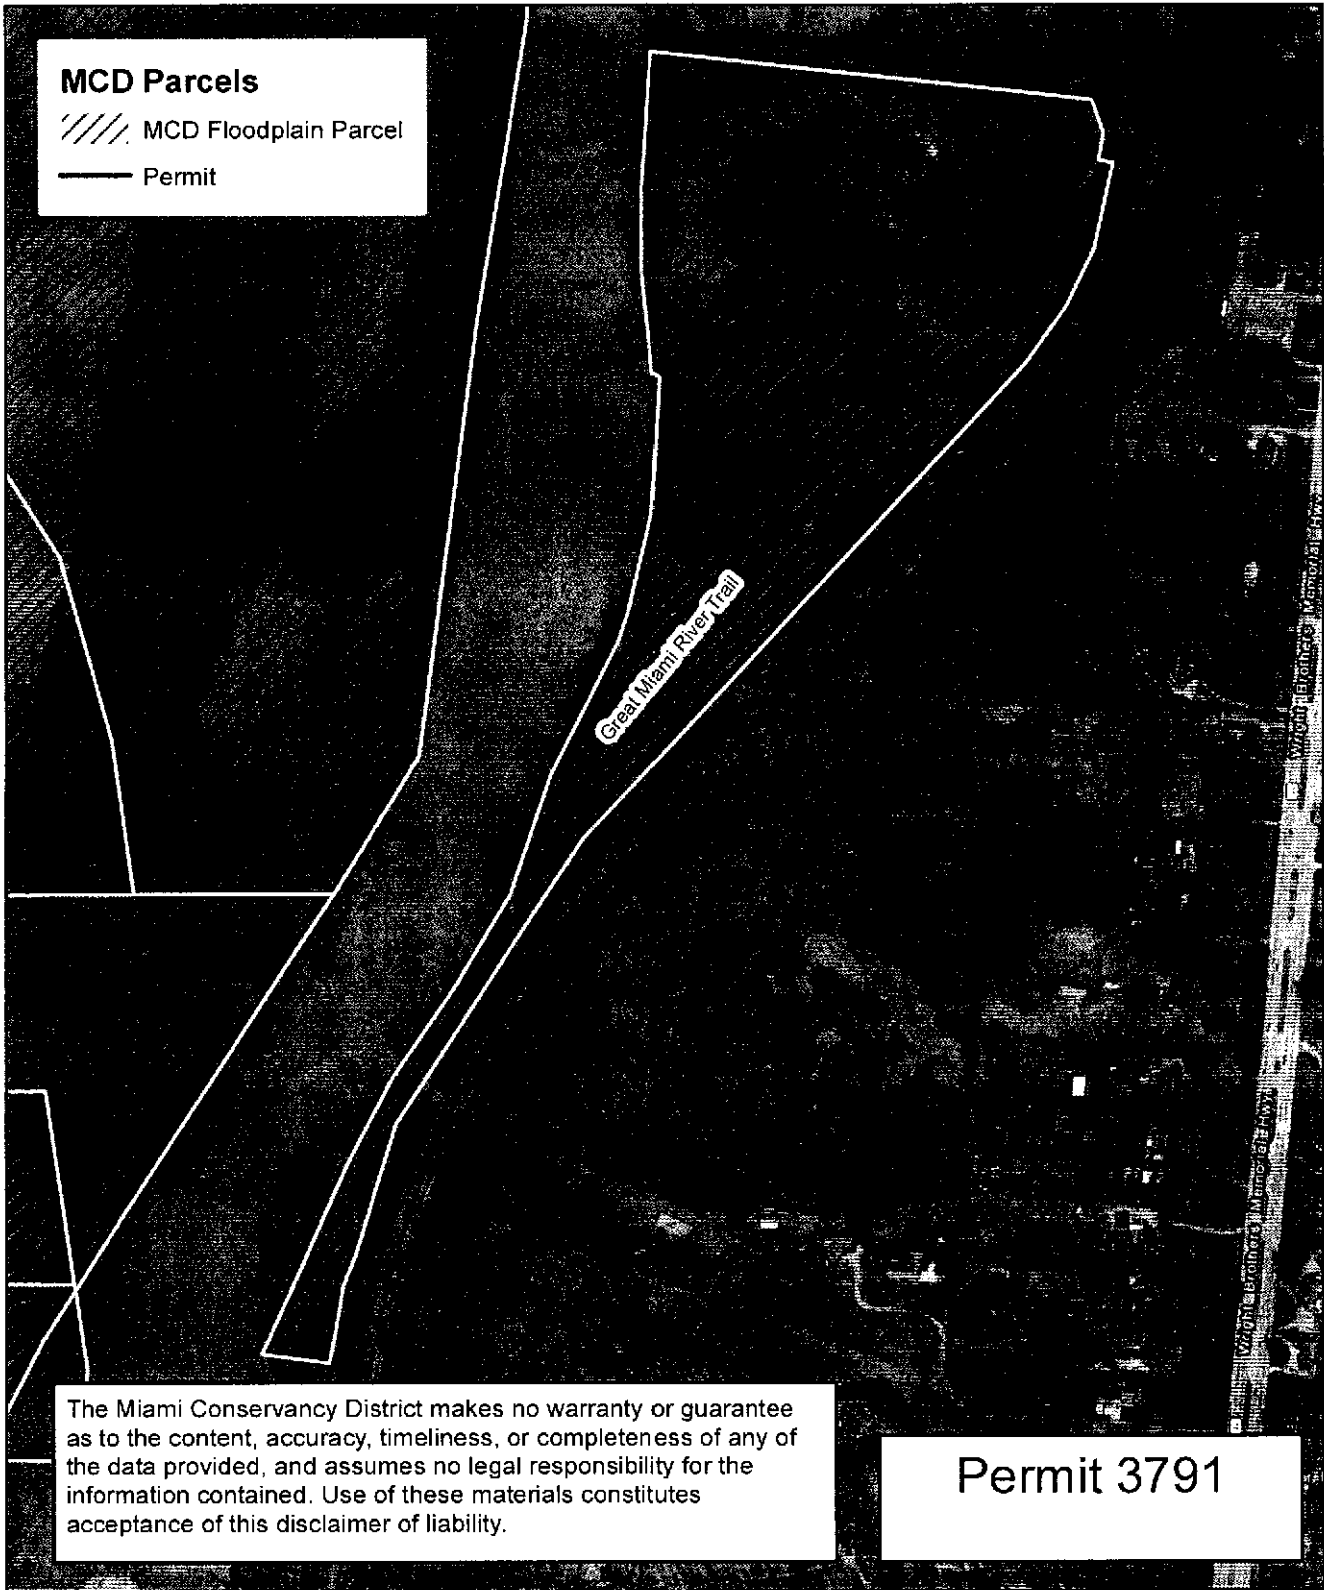 MCD Parcels
MCD Floodplain Parcel
Permit
Great Miami River Trail
Wright Brothers Memorial Hwy
Wright Brothers Memorial Hwy
The Miami Conservancy District makes no warranty or guarantee
as to the content, accuracy, timeliness, or completeness of any of
the data provided, and assumes no legal responsibility for the
information contained. Use of these materials constitutes
acceptance of this disclaimer of liability.
Permit 3791